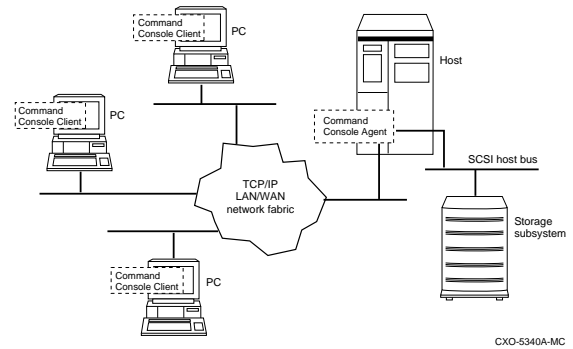 Command
Console Client
PC
Host
Command
Console Client
PC
Command
Console Agent
SCSI host bus
TCP/IP
LAN/WAN
network fabric
Storage
subsystem
Command
Console Client
PC
CXO-5340A-MC